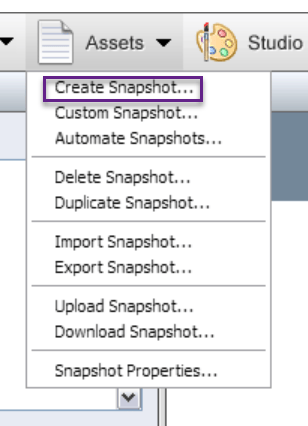 Assets
Studio
Create Snapshot...
Custom Snapshot...
Automate Snapshots...
Delete Snapshot...
Duplicate Snapshot...
Import Snapshot...
Export Snapshot...
Upload Snapshot...
Download Snapshot...
Snapshot Properties...